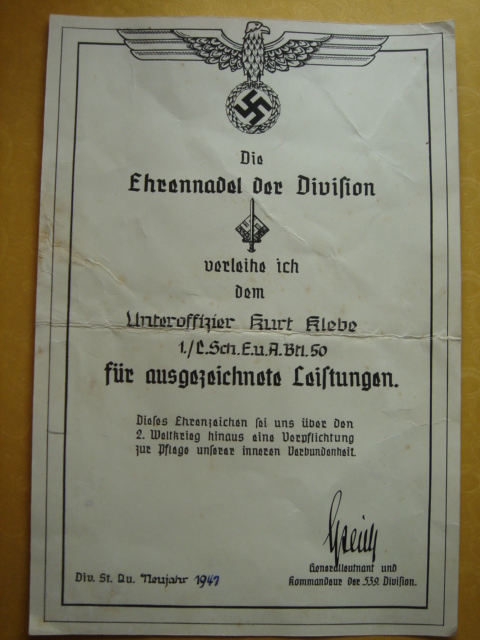 Die
Ehrennadel der Division
verleihe ich
dem
Unteroffizier Kurt Klebe
1./L.Sch.E.u.A.Btl.50
für ausgezeichnete Leistungen.
Dieses Ehrenzeichen sei uns über den
2. Weltkrieg hinaus eine Verpflichtung
zur Pflege unserer inneren Verbundenheit.
Generalleutnant und
Kommandeur der 539. Division.
Div. St. Qu. Neujahr 1941